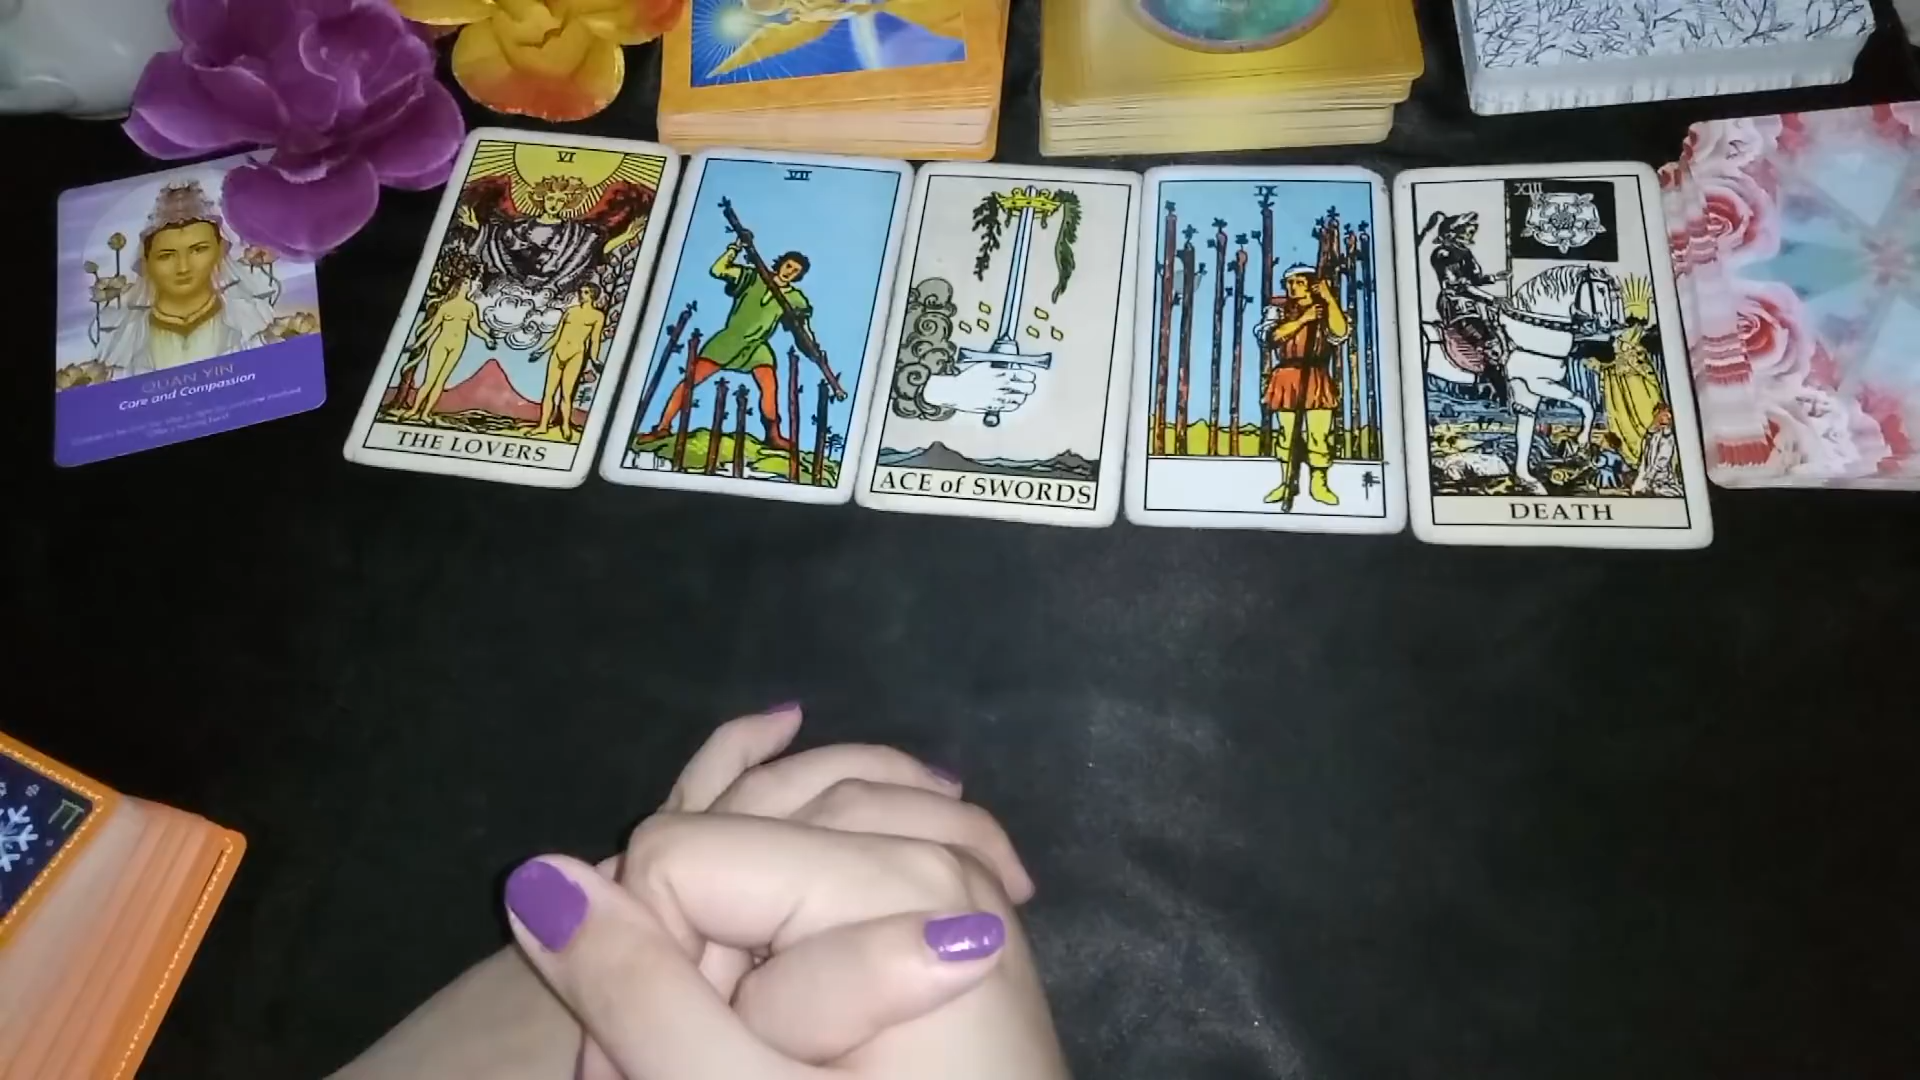 VI
VII
IX
XIII
QUAN YIN
Care and Compassion
THE LOVERS
ACE of SWORDS
DEATH